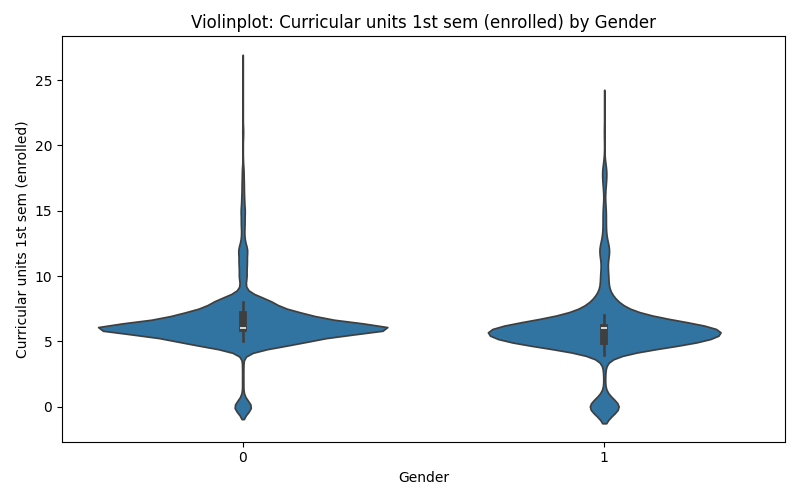 Violinplot: Curricular units 1st sem (enrolled) by Gender
Curricular units 1st sem (enrolled)
25
20
15
10
5
0
0
1
Gender